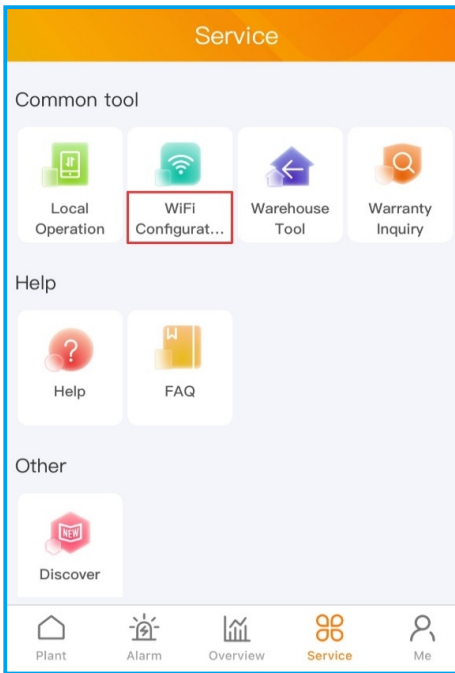 Service
Common tool
Local
Operation
WiFi
Configurat...
Warehouse
Tool
Warranty
Inquiry
Help
?
Help
FAQ
Other
NEW
Discover
Plant
Alarm
Overview
Service
Me